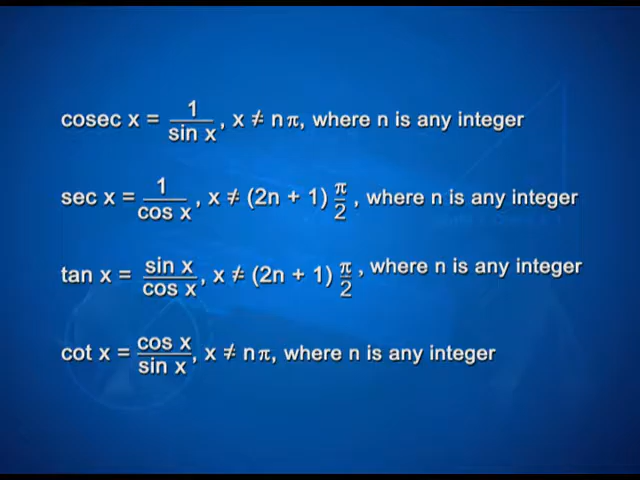 cosec x = 1/sin x, x ≠ nπ, where n is any integer
sec x = 1/cos x, x ≠ (2n + 1) π/2, where n is any integer
tan x = sin x/cos x, x ≠ (2n + 1) π/2, where n is any integer
cot x = cos x/sin x, x ≠ nπ, where n is any integer